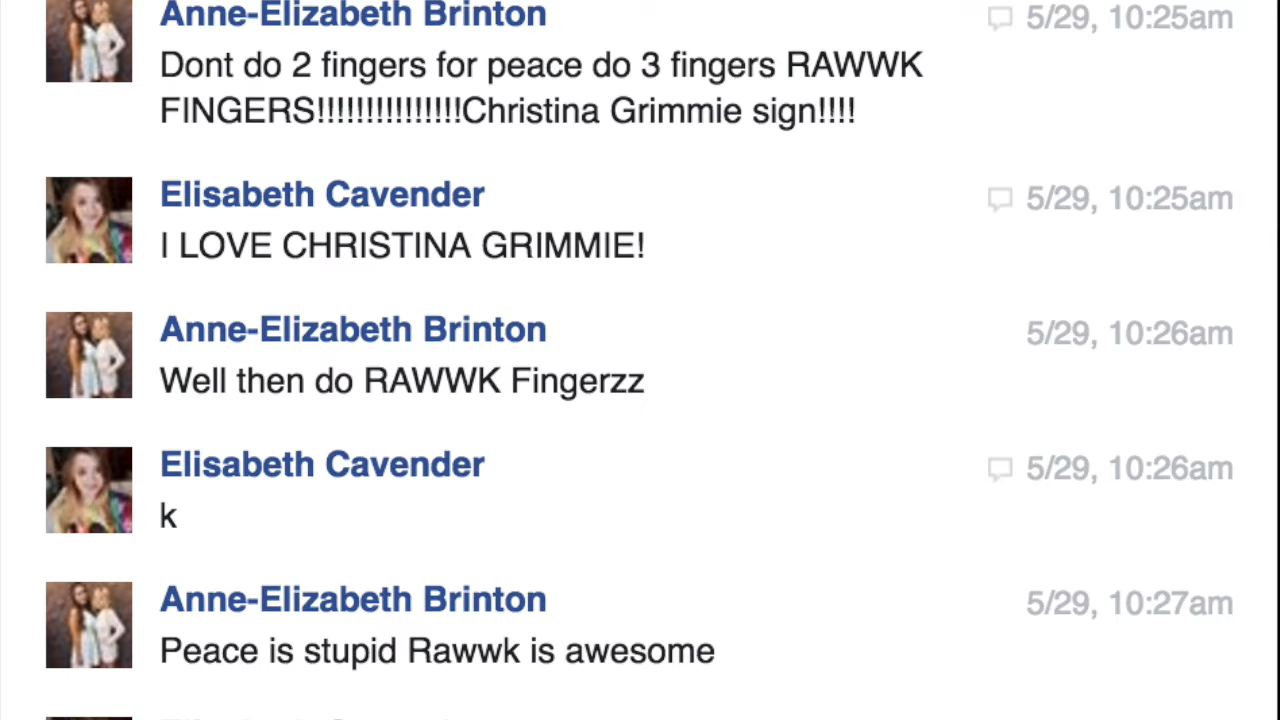 Anne-Elizabeth Brinton 5/29, 10:25am
Dont do 2 fingers for peace do 3 fingers RAWWK
FINGERS!!!!!!!!!!!!!!!Christina Grimmie sign!!!!
Elisabeth Cavender 5/29, 10:25am
I LOVE CHRISTINA GRIMMIE!
Anne-Elizabeth Brinton 5/29, 10:26am
Well then do RAWWK Fingerzz
Elisabeth Cavender 5/29, 10:26am
k
Anne-Elizabeth Brinton 5/29, 10:27am
Peace is stupid Rawwk is awesome